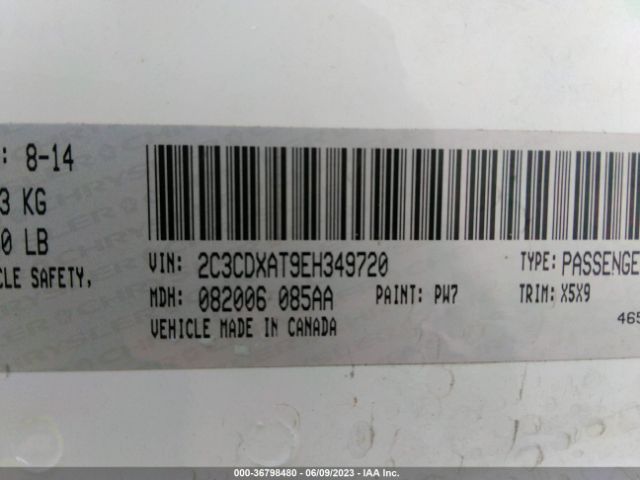 : 8-14
3 KG
0 LB
CLE SAFETY,
VIN: 2C3CDXAT9EH349720
TYPE: PASSENGE
MDH: 082006 085AA
PAINT: PW7
TRIM: X5X9
VEHICLE MADE IN CANADA
465
000-36798480 - 06/09/2023 - IAA Inc.